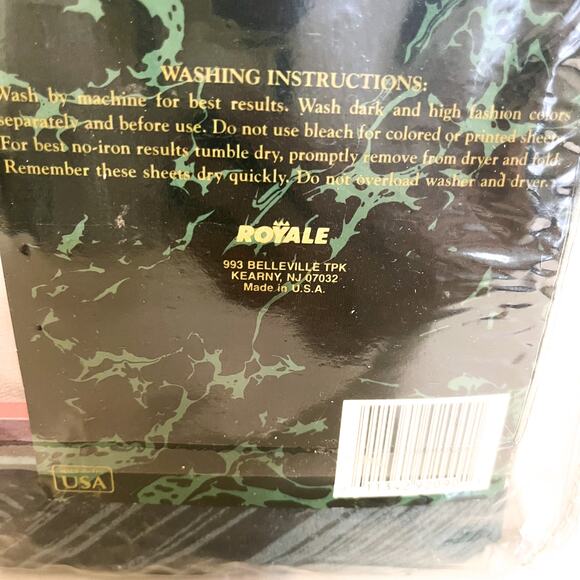 WASHING INSTRUCTIONS:
Wash by machine for best results. Wash dark and high fashion colors
separately and before use. Do not use bleach for colored or printed sheets.
For best no-iron results tumble dry, promptly remove from dryer and fold.
Remember these sheets dry quickly. Do not overload washer and dryer.
ROYALE
993 BELLEVILLE TPK
KEARNY, NJ 07032
Made in U.S.A.
USA